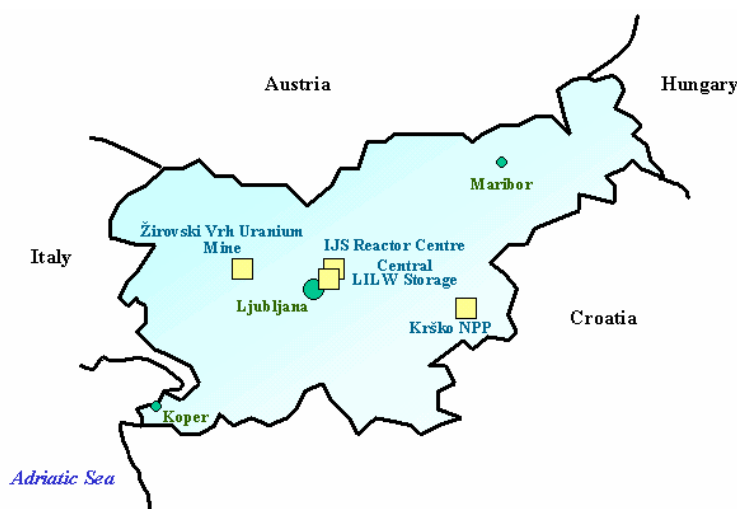 Austria
Hungary
Maribor
Žirovski Vrh Uranium
Mine
IJS Reactor Centre
Central
LILW Storage
Italy
Ljubljana
Krško NPP
Croatia
Koper
Adriatic Sea